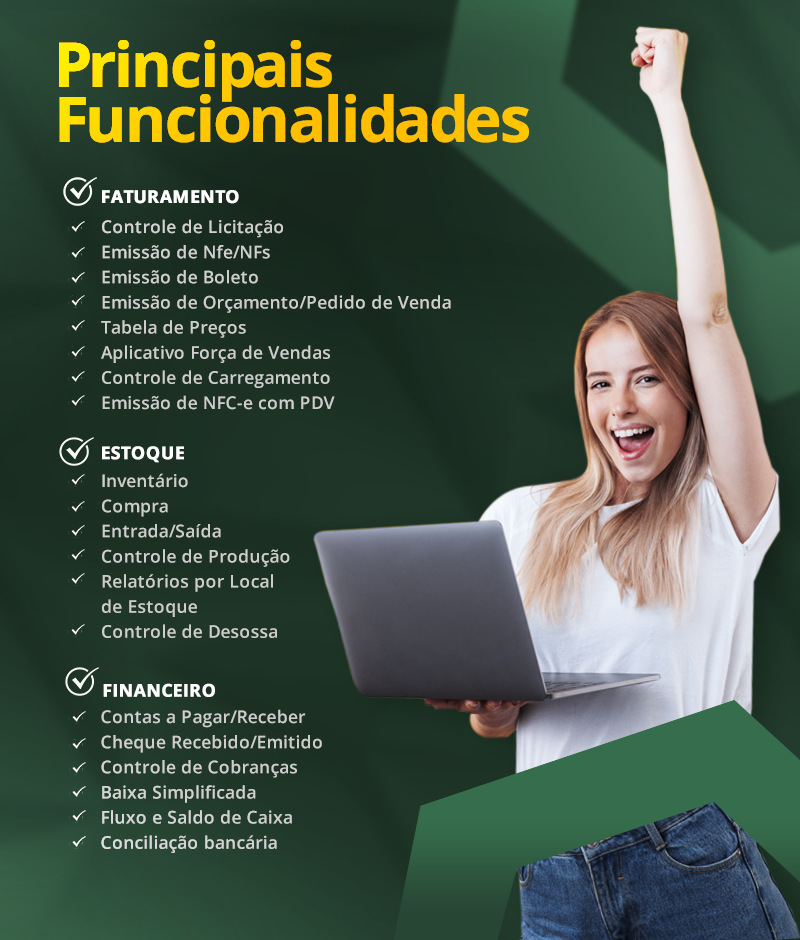 Principais
Funcionalidades
FATURAMENTO
Controle de Licitação
Emissão de Nfe/NFs
Emissão de Boleto
Emissão de Orçamento/Pedido de Venda
Tabela de Preços
Aplicativo Força de Vendas
Controle de Carregamento
Emissão de NFC-e com PDV
ESTOQUE
Inventário
Compra
Entrada/Saída
Controle de Produção
Relatórios por Local
de Estoque
Controle de Desossa
FINANCEIRO
Contas a Pagar/Receber
Cheque Recebido/Emitido
Controle de Cobranças
Baixa Simplificada
Fluxo e Saldo de Caixa
Conciliação bancária